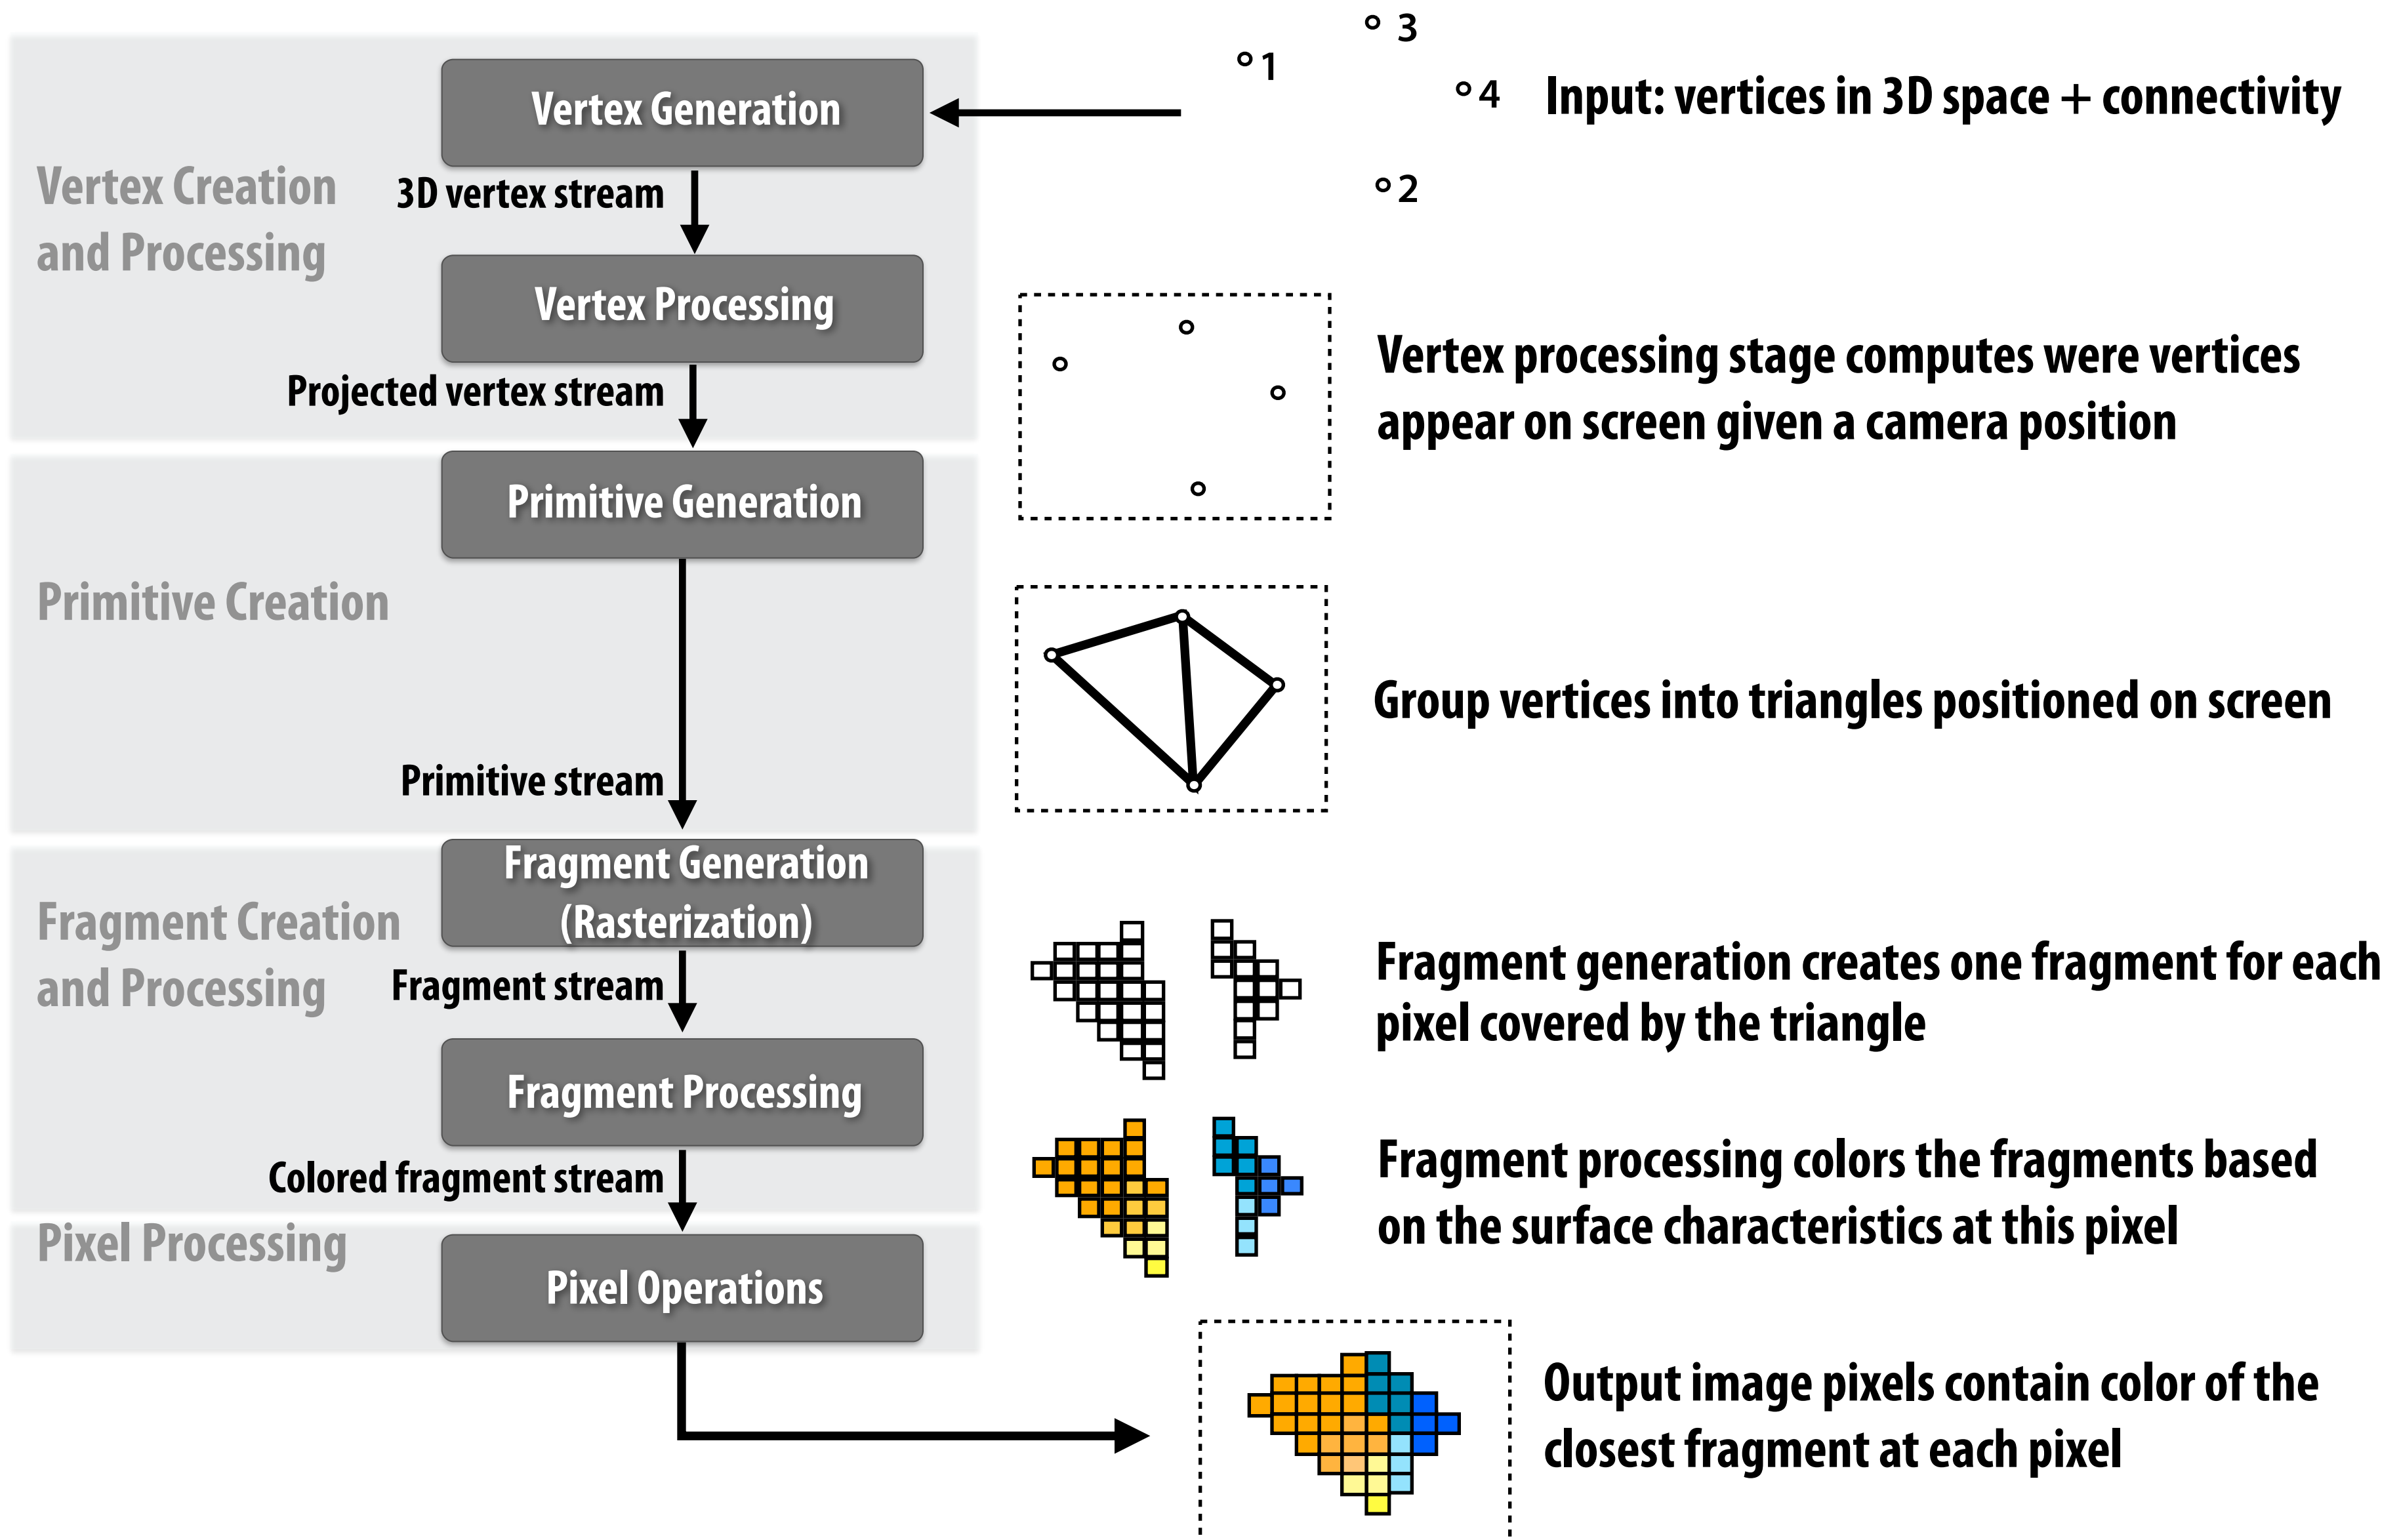 3
1
4
Input: vertices in 3D space + connectivity
2
Vertex Creation
and Processing
Vertex Generation
3D vertex stream
Vertex Processing
Projected vertex stream
Vertex processing stage computes were vertices
appear on screen given a camera position
Primitive Creation
Primitive Generation
Primitive stream
Group vertices into triangles positioned on screen
Fragment Creation
and Processing
Fragment Generation
(Rasterization)
Fragment stream
Fragment generation creates one fragment for each
pixel covered by the triangle
Fragment Processing
Colored fragment stream
Fragment processing colors the fragments based
on the surface characteristics at this pixel
Pixel Processing
Pixel Operations
Output image pixels contain color of the
closest fragment at each pixel